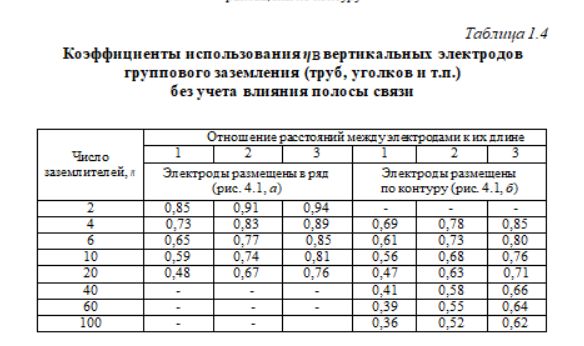 Таблица 1.4
Коэффициенты использования ηВ вертикальных электродов
группового заземления (труб, уголков и т.п.)
без учета влияния полосы связи
Число заземлителей, n
Отношение расстояний между электродами к их длине
1 2 3 1 2 3
Электроды размещены в ряд (рис. 4.1, а)
Электроды размещены по контуру (рис. 4.1, б)
2 0,85 0,91 0,94 - - -
4 0,73 0,83 0,89 0,69 0,78 0,85
6 0,65 0,77 0,85 0,61 0,73 0,80
10 0,59 0,74 0,81 0,56 0,68 0,76
20 0,48 0,67 0,76 0,47 0,63 0,71
40 - - - 0,41 0,58 0,66
60 - - - 0,39 0,55 0,64
100 - - 0,36 0,52 0,62